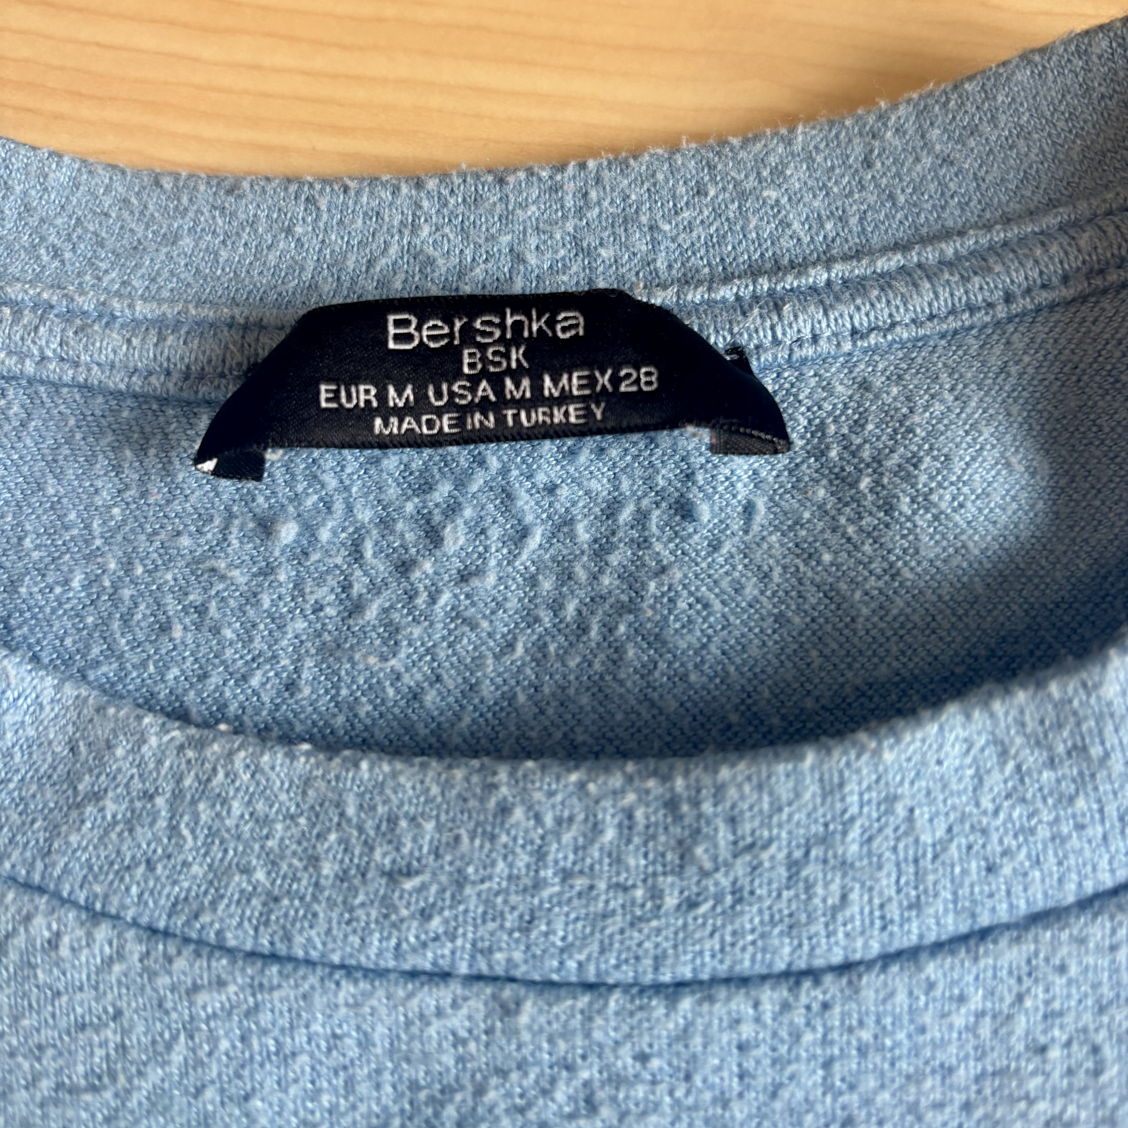 Bershka
BSK
EUR M USA M MEX 28
MADE IN TURKEY